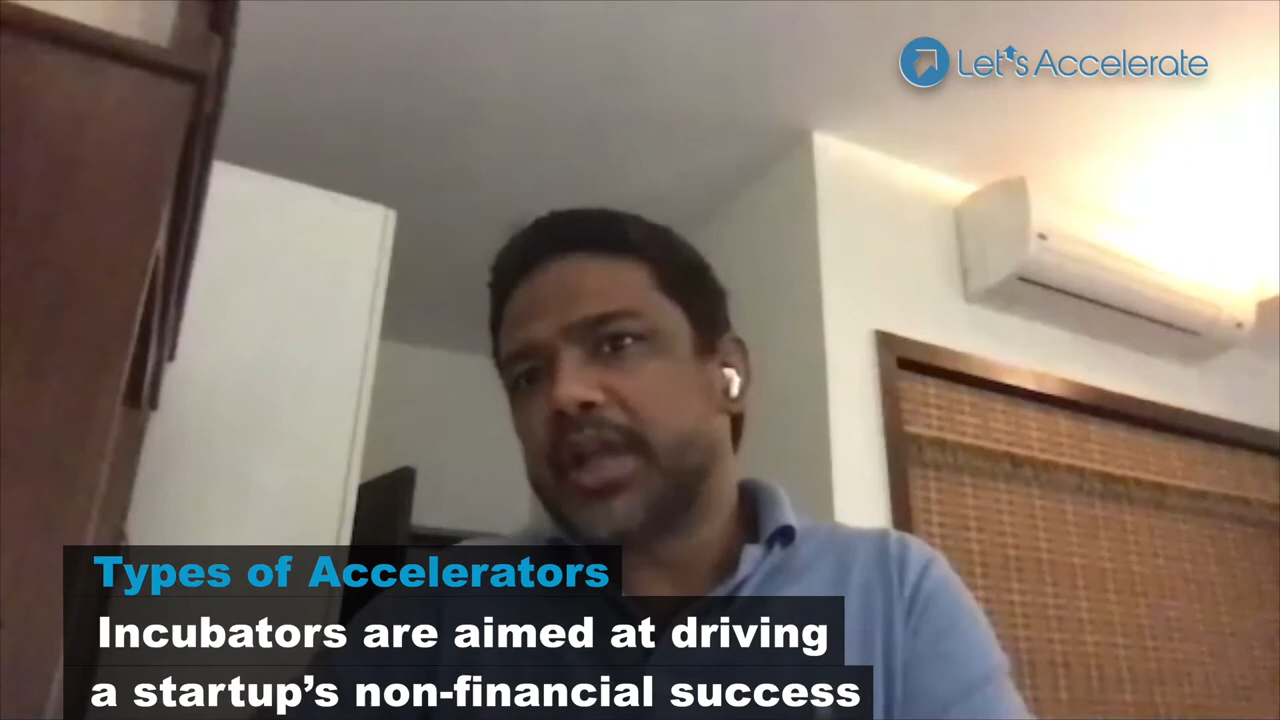 Let's Accelerate
Types of Accelerators
Incubators are aimed at driving
a startup’s non-financial success